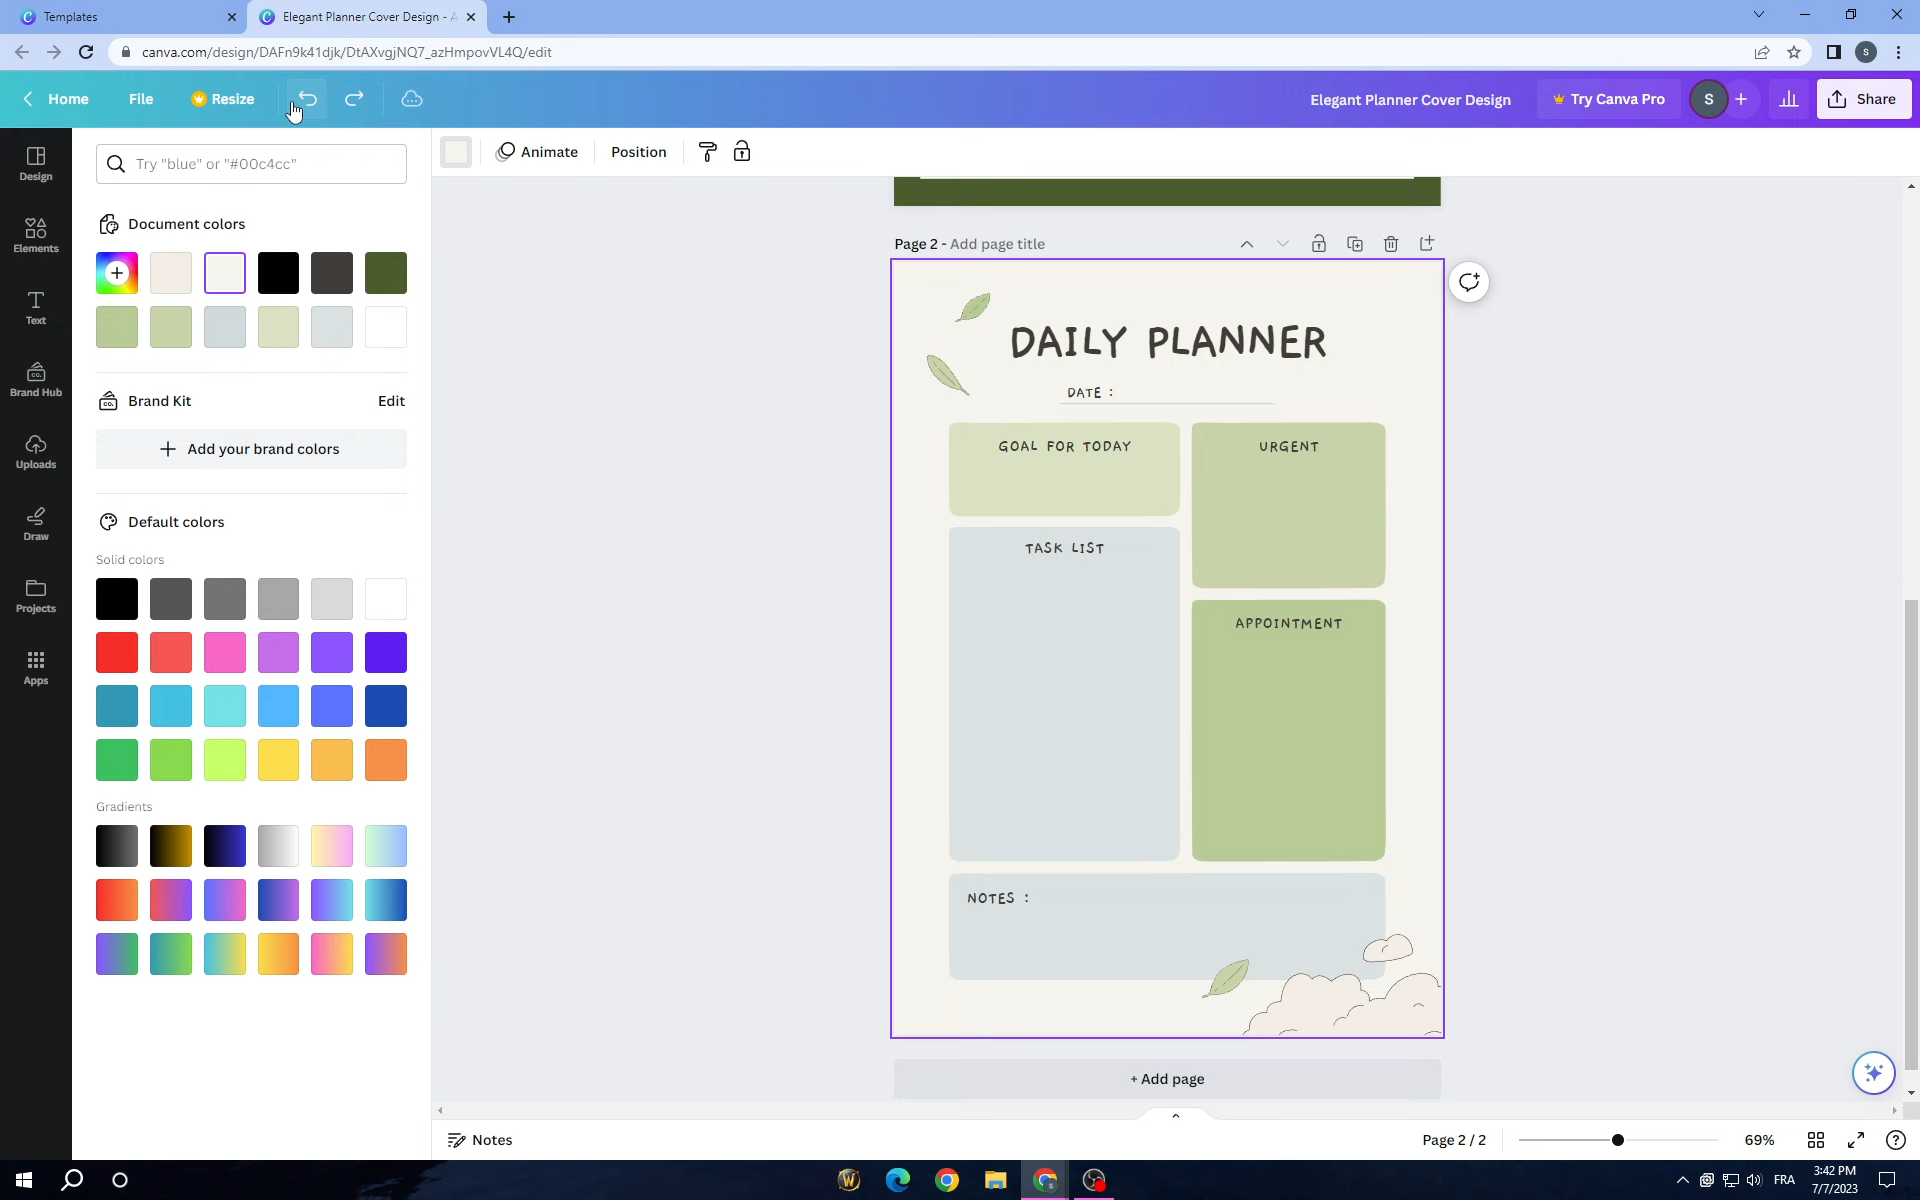 Templates
Elegant Planner Cover Design - A
canva.com/design/DAFn9k41djk/DtAXvgjNQ7_azHmpovVL4Q/edit
S
Home
File
Resize
Elegant Planner Cover Design
Try Canva Pro
S
Share
Design
Elements
Text
Brand Hub
Uploads
Draw
Projects
Apps
Try "blue" or "#00c4cc"
Document colors
Brand Kit
Edit
Add your brand colors
Default colors
Solid colors
Gradients
Animate
Position
Page 2 - Add page title
DAILY PLANNER
DATE :
GOAL FOR TODAY
URGENT
TASK LIST
APPOINTMENT
NOTES :
+ Add page
Notes
Page 2 / 2
69%
FRA
3:42 PM
7/7/2023